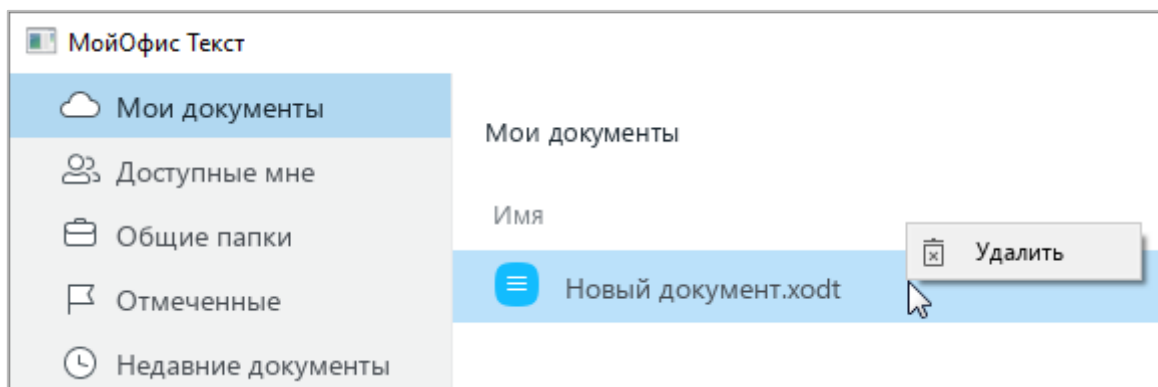 МойОфис Текст
Мои документы
Доступные мне
Общие папки
Отмеченные
Недавние документы
Мои документы
Имя
Новый документ.xodt
Удалить